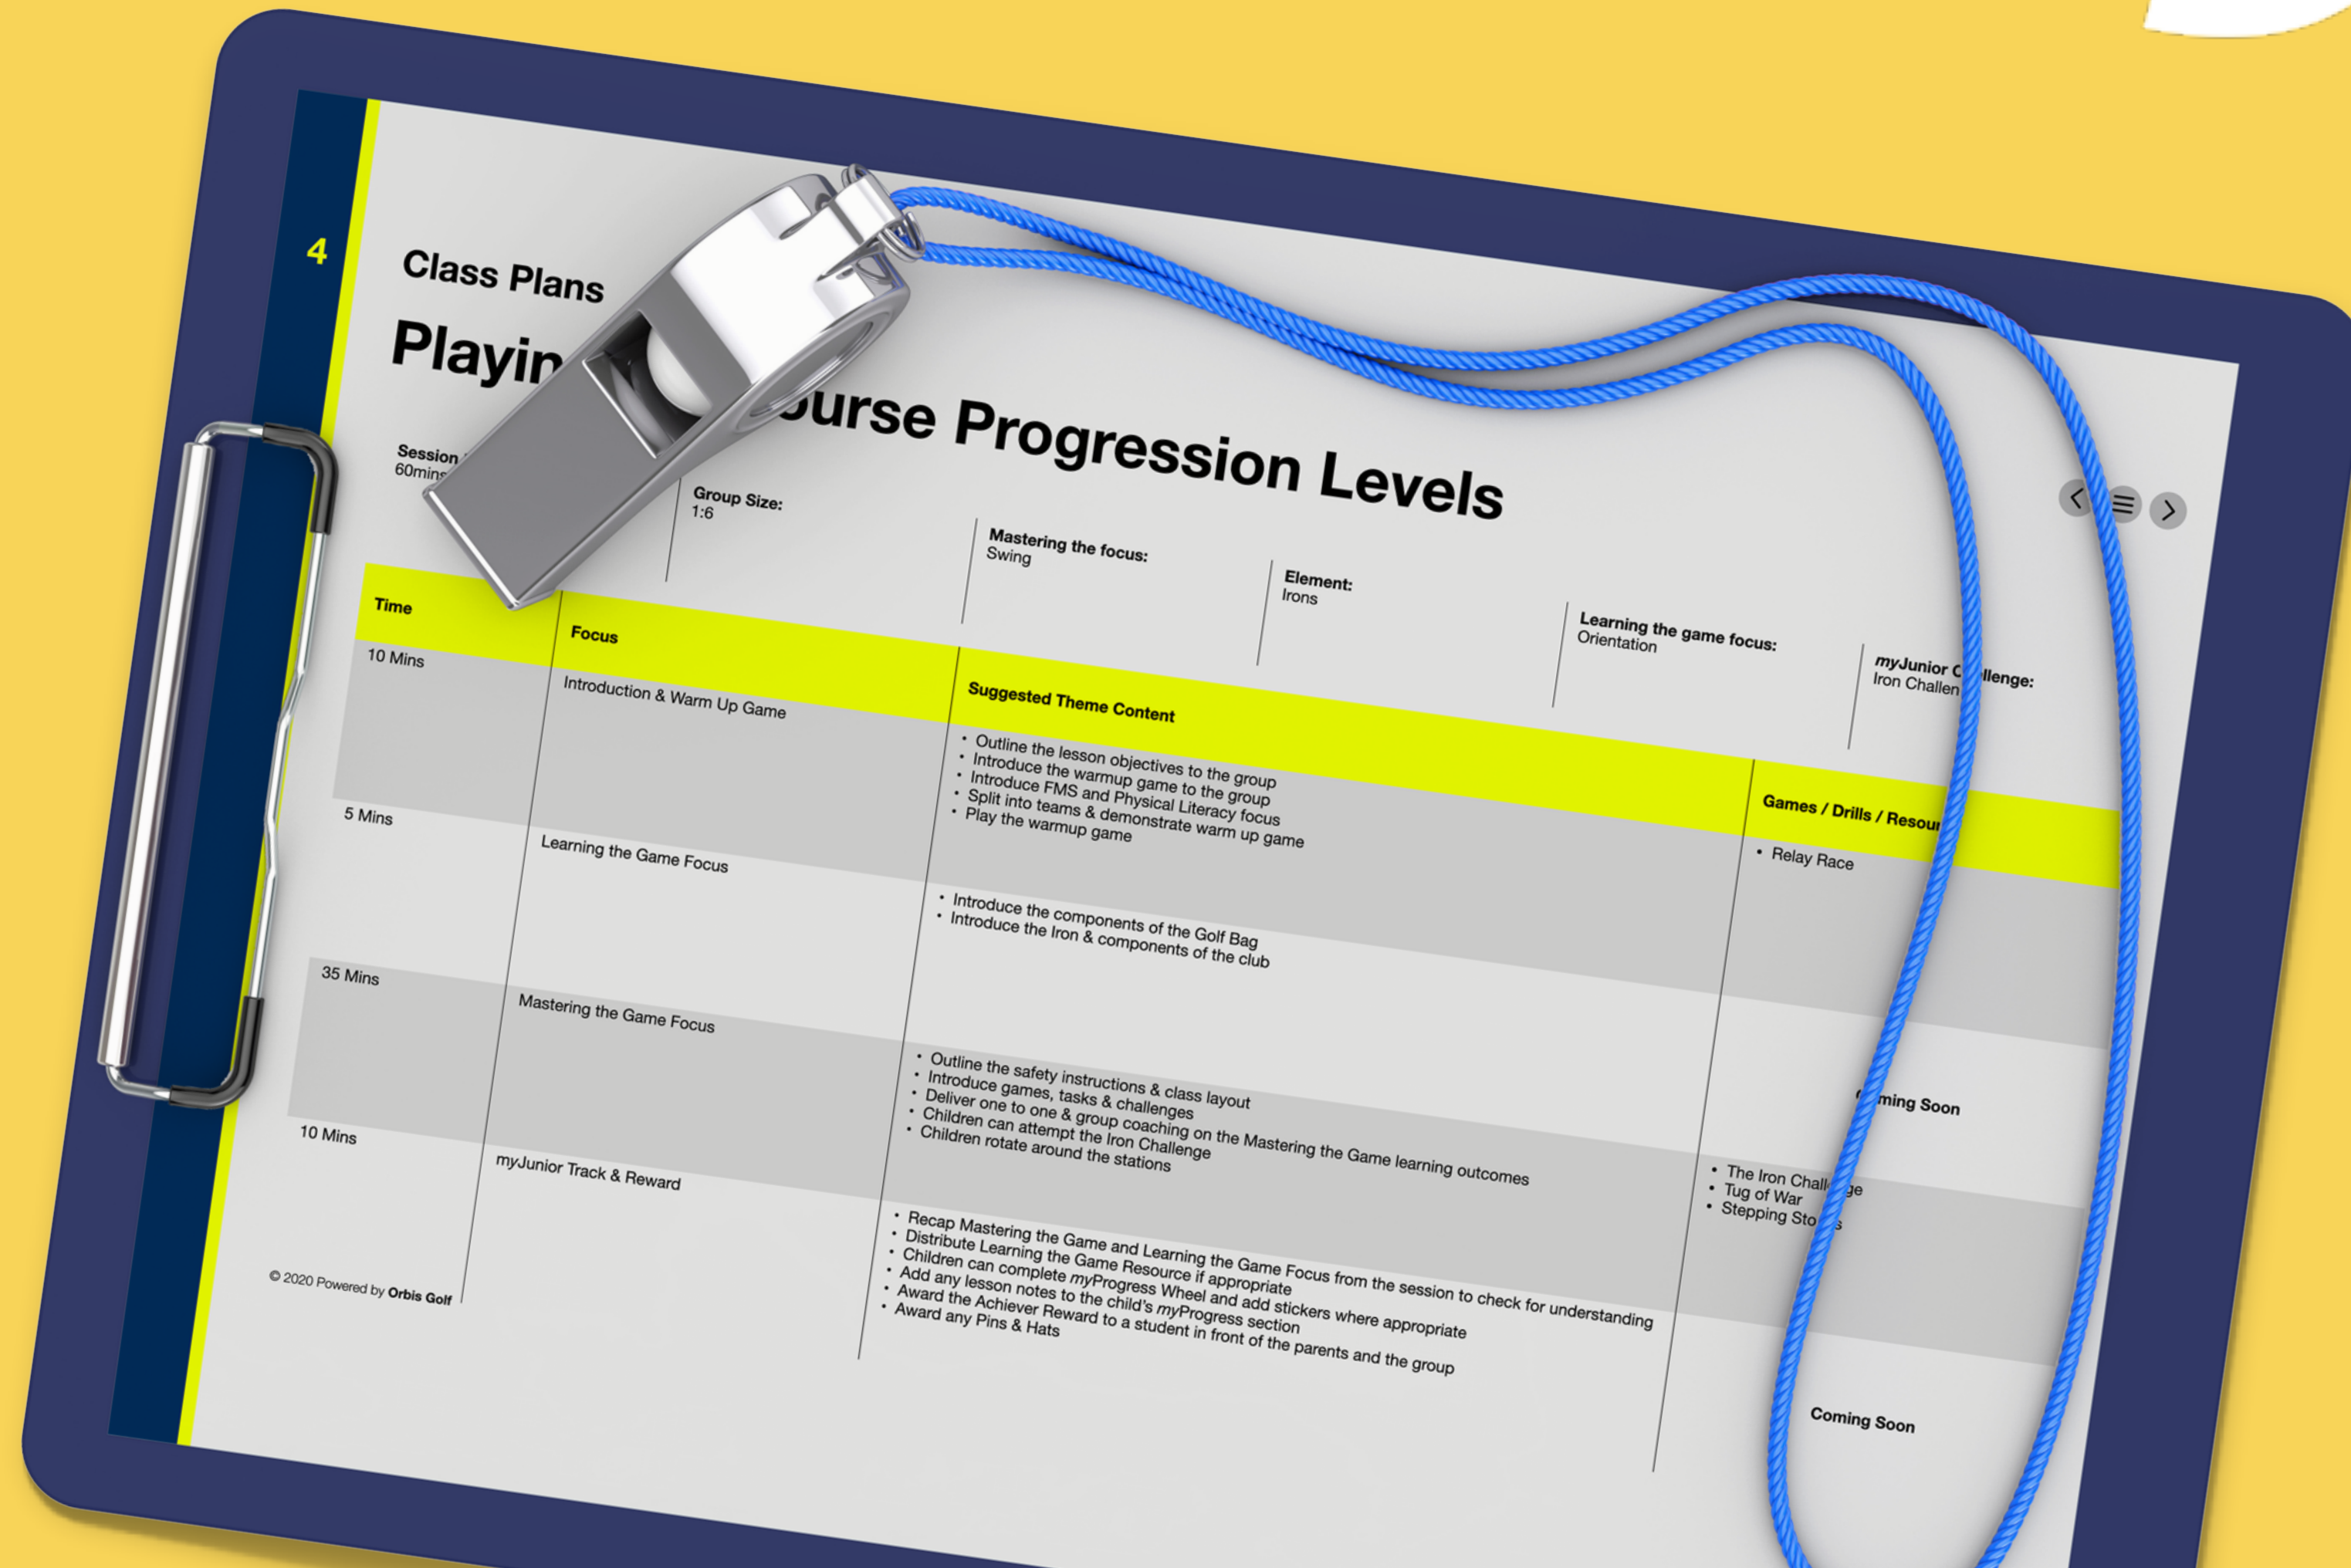 4
Class Plans
Progression Levels
Session
60mins
Group Size:
1:6
Mastering the focus:
Swing
Element:
Irons
Learning the game focus:
Orientation
myJunior
Iron
Time
Focus
Suggested Theme Content
Games / Drills /
10 Mins
Introduction & Warm Up Game
• Outline the lesson objectives to the group
• Introduce the warmup game to the group
• Introduce FMS and Physical Literacy focus
• Split into teams & demonstrate warm up game
• Play the warmup game
• Relay Race
5 Mins
Learning the Game Focus
• Introduce the components of the Golf Bag
• Introduce the Iron & components of the club
Soon
35 Mins
Mastering the Game Focus
• Outline the safety instructions & class layout
• Introduce games, tasks & challenges
• Deliver one to one & group coaching on the Mastering the Game learning outcomes
• Children can attempt the Iron Challenge
• Children rotate around the stations
• The Iron Challenge
• Tug of War
• Stepping
10 Mins
myJunior Track & Reward
• Recap Mastering the Game and Learning the Game Focus from the session to check for understanding
• Distribute Learning the Game Resource if appropriate
• Children can complete myProgress Wheel and add stickers where appropriate
• Add any lesson notes to the child's myProgress section
• Award the Achiever Reward to a student in front of the parents and the group
• Award any Pins & Hats
Coming Soon
© 2020 Powered by Orbis Golf